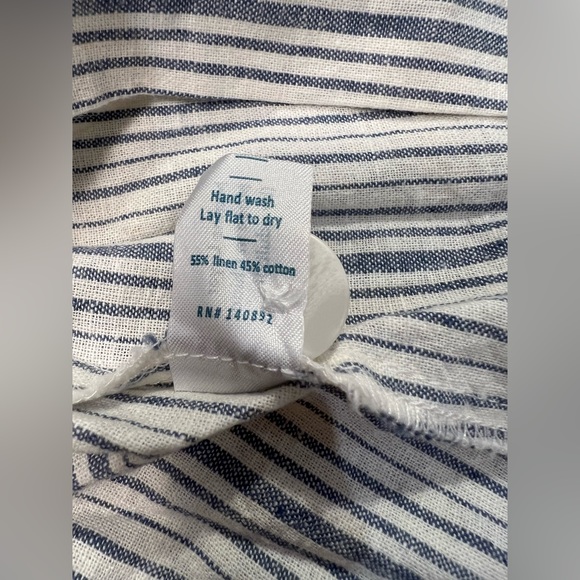 Hand wash
Lay flat to dry
55% linen 45% cotton
RN# 140892